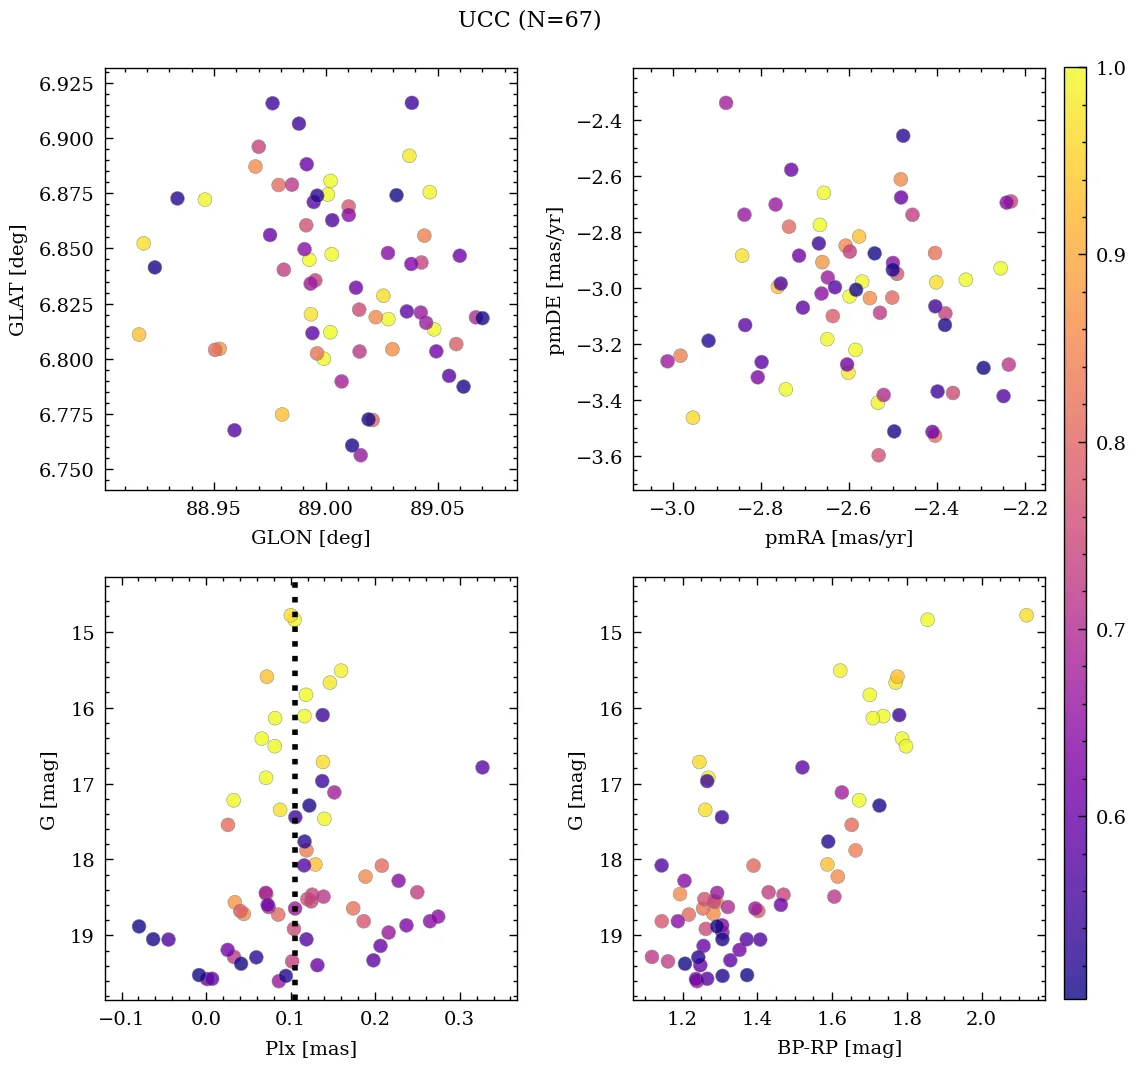 UCC (N=67)
6.925
6.900
6.875
6.850
6.825
6.800
6.775
6.750
GLAT [deg]
88.95 89.00 89.05
GLON [deg]
−2.4
−2.6
−2.8
−3.0
−3.2
−3.4
−3.6
pmDE [mas/yr]
−3.0 −2.8 −2.6 −2.4 −2.2
pmRA [mas/yr]
1.0
0.9
0.8
0.7
0.6
15
16
17
18
19
G [mag]
−0.1 0.0 0.1 0.2 0.3
Plx [mas]
15
16
17
18
19
G [mag]
1.2 1.4 1.6 1.8 2.0
BP-RP [mag]